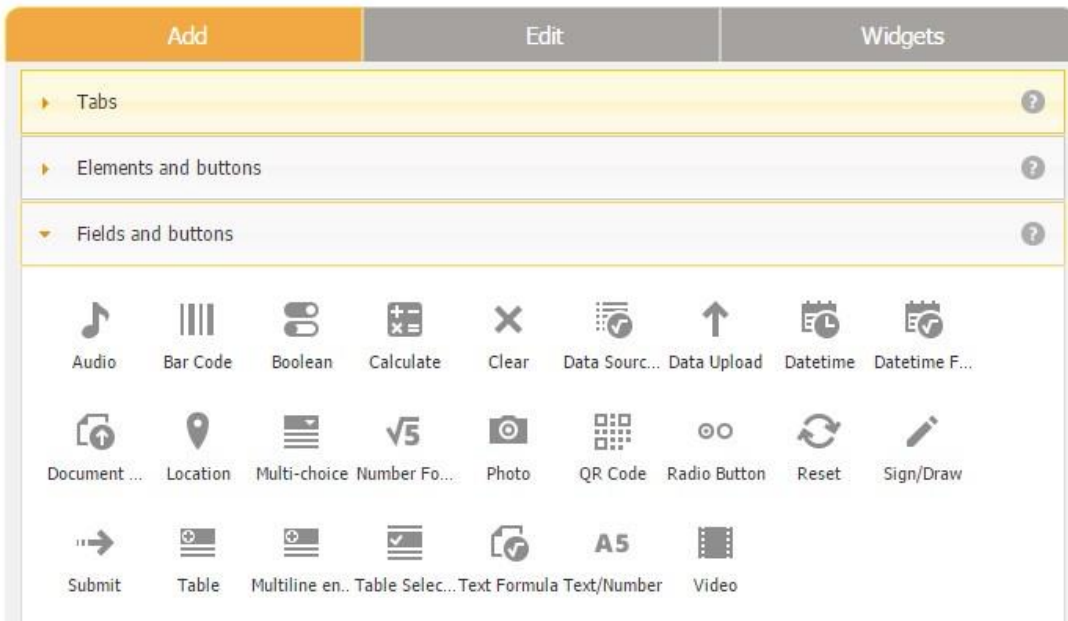 Add Edit Widgets
Tabs ?
Elements and buttons ?
Fields and buttons ?
Audio Bar Code Boolean Calculate Clear Data Sourc... Data Upload Datetime Datetime F...
√5
Document ... Location Multi-choice Number Fo... Photo QR Code Radio Button Reset Sign/Draw
A5
Submit Table Multiline en.. Table Selec... Text Formula Text/Number Video